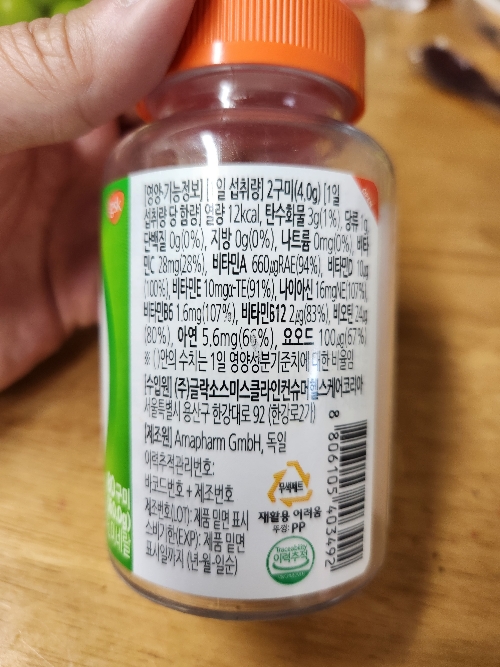 gsk
[영양·기능정보] [1일 섭취량] 2구미(4.0g) [1일
섭취량 당 함량] 열량 12kcal, 탄수화물 3g(1%), 당류
단백질 0g(0%), 지방 0g(0%), 나트륨 0mg(0%), 비타
민C 28mg(28%), 비타민A 660㎍RAE(94%), 비타민D 10㎍
(100%), 비타민E 10mgα-TE(91%), 나이아신 16mgNE(107%),
비타민B6 1.6mg(107%), 비타민B12 2㎍(83%), 비오틴 24㎍
(80%), 아연 5.6mg(66%), 요오드 100㎍(67%)
※ ( )안의 수치는 1일 영양성분기준치에 대한 비율임
[수입원] (주)글락소스미스클라인컨슈머헬스케어코리아
서울특별시 용산구 한강대로 92 (한강로2가)
[제조원] Amapharm GmbH, 독일
이력추적관리번호:
바코드번호 + 제조번호
제조번호(LOT): 제품 밑면 표시
소비기한(EXP): 제품 밑면
표시일까지 (년-월-일순)
무색페트
재활용 어려움
뚜껑: PP
Traceability
이력추적
8 806105 403492
구미